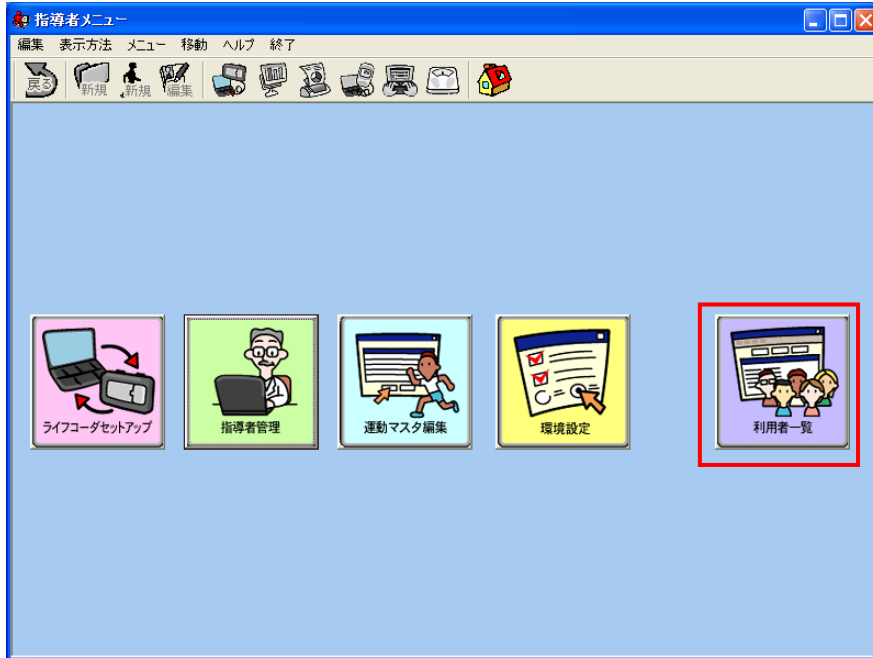 指導者メニュー
編集 表示方法 メニュー 移動 ヘルプ 終了
戻る 新規 新規 編集
ライフコーダセットアップ 指導者管理 運動マスタ編集 環境設定 利用者一覧